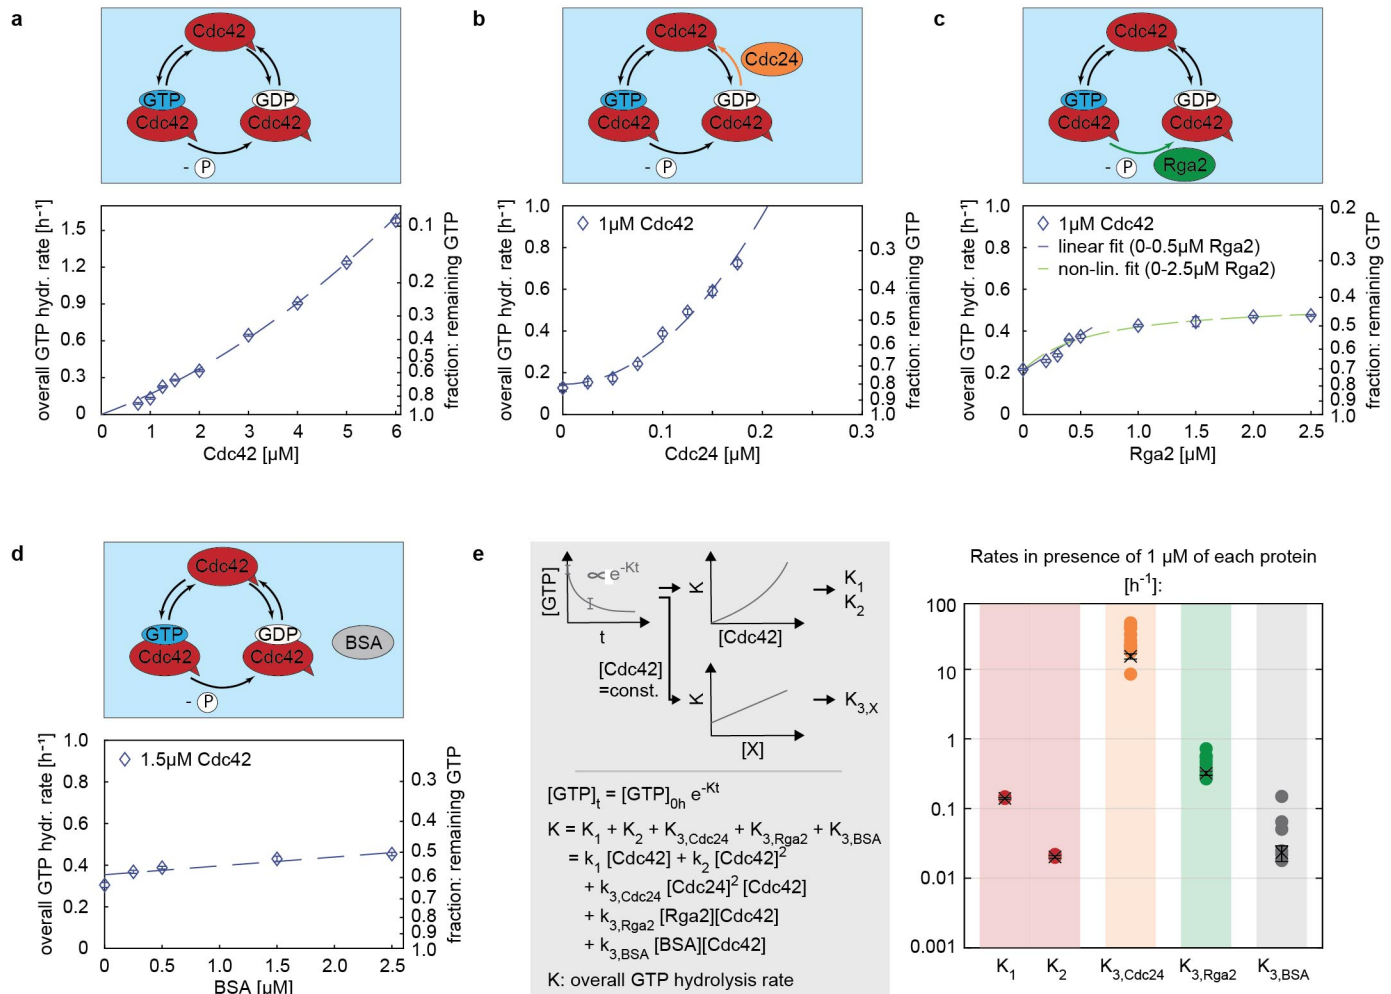 a
Cdc42
GTP
Cdc42
GDP
Cdc42
- P
overall GTP hydr. rate [h⁻¹]
1.5
1.2
0.9
0.6
0.3
0
0 1 2 3 4 5 6
Cdc42 [µM]
0.1
0.2
0.3
0.4
0.5
0.6
0.8
1.0
fraction: remaining GTP
b
Cdc42
Cdc24
GTP
Cdc42
GDP
Cdc42
- P
overall GTP hydr. rate [h⁻¹]
1.0
0.8
0.6
0.4
0.2
0
1µM Cdc42
0 0.1 0.2 0.3
Cdc24 [µM]
0.3
0.4
0.5
0.6
0.7
0.8
0.9
1.0
fraction: remaining GTP
c
Cdc42
GTP
Cdc42
GDP
Cdc42
- P
Rga2
overall GTP hydr. rate [h⁻¹]
1.0
0.8
0.6
0.4
0.2
0
1µM Cdc42
linear fit (0-0.5µM Rga2)
non-lin. fit (0-2.5µM Rga2)
0 0.5 1.0 1.5 2.0 2.5
Rga2 [µM]
0.2
0.3
0.4
0.5
0.6
0.7
0.8
0.9
1.0
fraction: remaining GTP
d
Cdc42
GTP
Cdc42
GDP
Cdc42
BSA
- P
overall GTP hydr. rate [h⁻¹]
1.0
0.8
0.6
0.4
0.2
0
1.5µM Cdc42
0 0.5 1.0 1.5 2.0 2.5
BSA [µM]
0.3
0.4
0.5
0.6
0.7
0.8
0.9
1.0
fraction: remaining GTP
e
[GTP]
∝ e^-Kt
t
K
[Cdc42]
K₁
K₂
[Cdc42]
=const.
K
[X]
K₃,X
[GTP]t = [GTP]0h e^-Kt
K = K₁ + K₂ + K₃,Cdc24 + K₃,Rga2 + K₃,BSA
= k₁ [Cdc42] + k₂ [Cdc42]²
+ k₃,Cdc24 [Cdc24]² [Cdc42]
+ k₃,Rga2 [Rga2][Cdc42]
+ k₃,BSA [BSA][Cdc42]
K: overall GTP hydrolysis rate
Rates in presence of 1 µM of each protein
[h⁻¹]:
100
10
1
0.1
0.01
0.001
K₁ K₂ K₃,Cdc24 K₃,Rga2 K₃,BSA